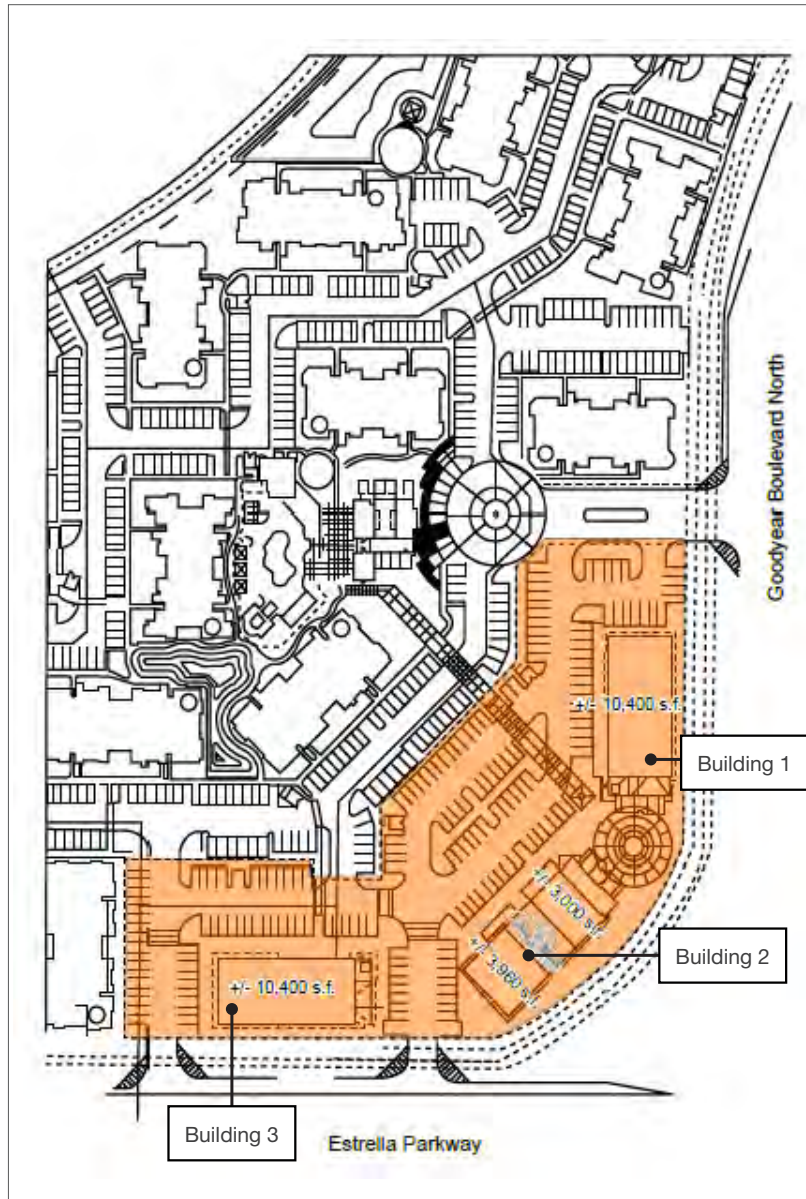 Goodyear Boulevard North
+/- 10,400 s.f.
Building 1
+/- 3,000 s.f.
+/- 3,960 s.f.
Building 2
+/- 10,400 s.f.
Building 3
Estrella Parkway